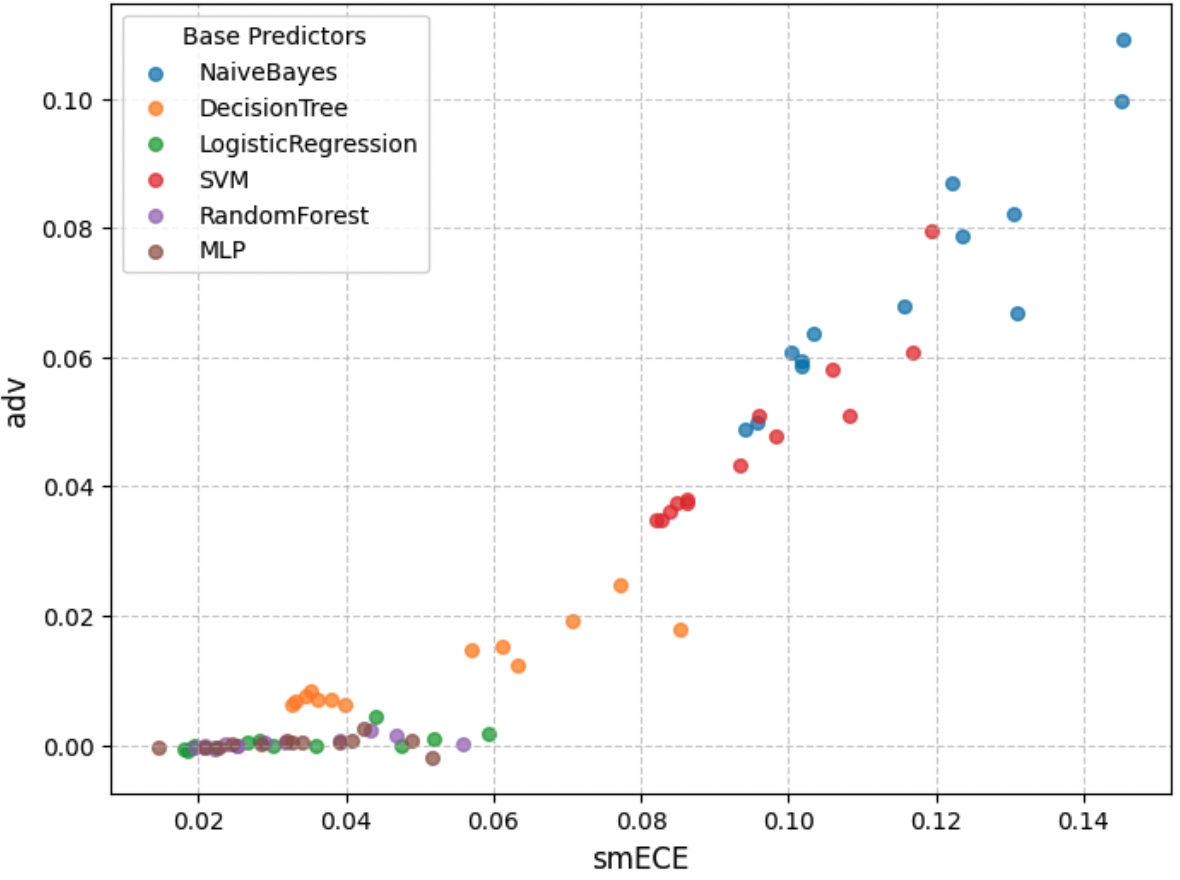 Base Predictors
NaiveBayes
DecisionTree
LogisticRegression
SVM
RandomForest
MLP
0.10
0.08
0.06
0.04
0.02
0.00
adv
0.02 0.04 0.06 0.08 0.10 0.12 0.14
smECE